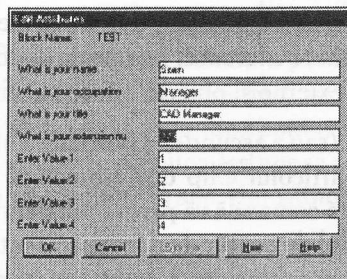 Edit Attributes
Block Name: TEST
What is your name
What is your occupation Manager
What is your title CAD Manager
What is your extension nu
Enter Value 1 1
Enter Value 2 2
Enter Value 3 3
Enter Value 4 4
OK Cancel Next Help